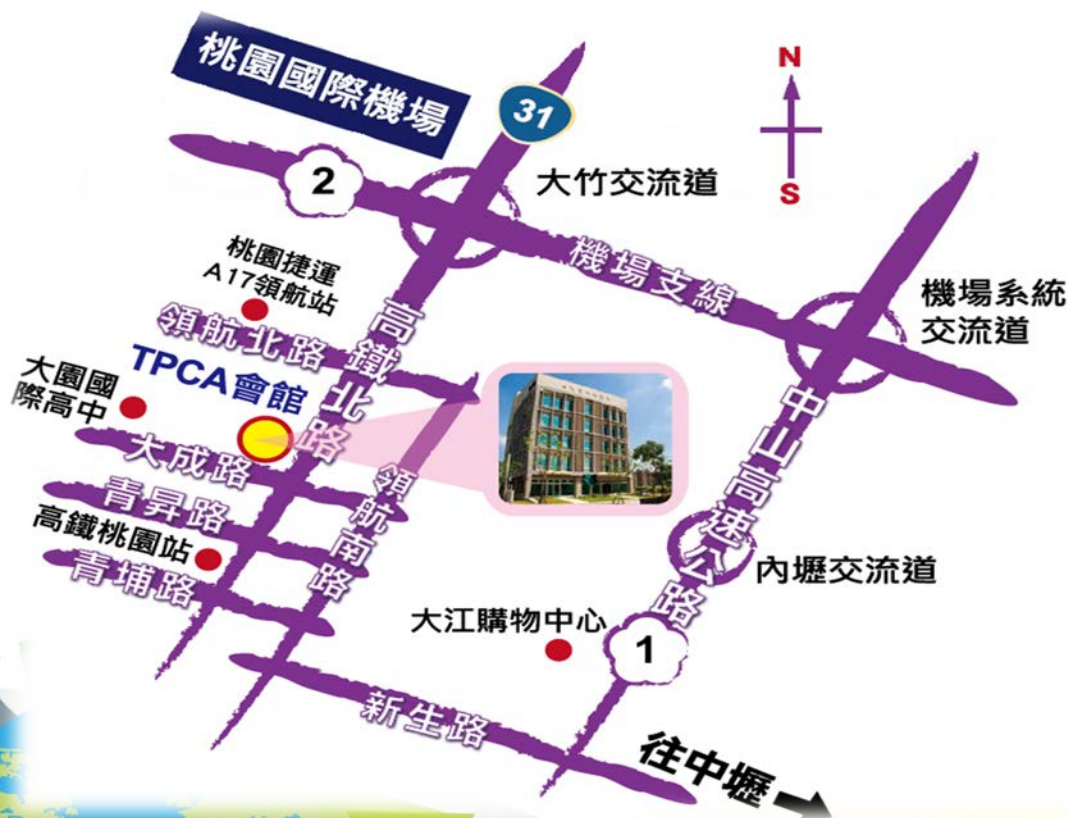 桃園國際機場
31
N
S
2
大竹交流道
機場支線
機場系統
交流道
桃園捷運
A17領航站
領航北路
高鐵北路
TPCA會館
大園國
際高中
大成路
青昇路
高鐵桃園站
青埔路
領航南路
中山高速公路
內壢交流道
大江購物中心
1
新生路
往中壢